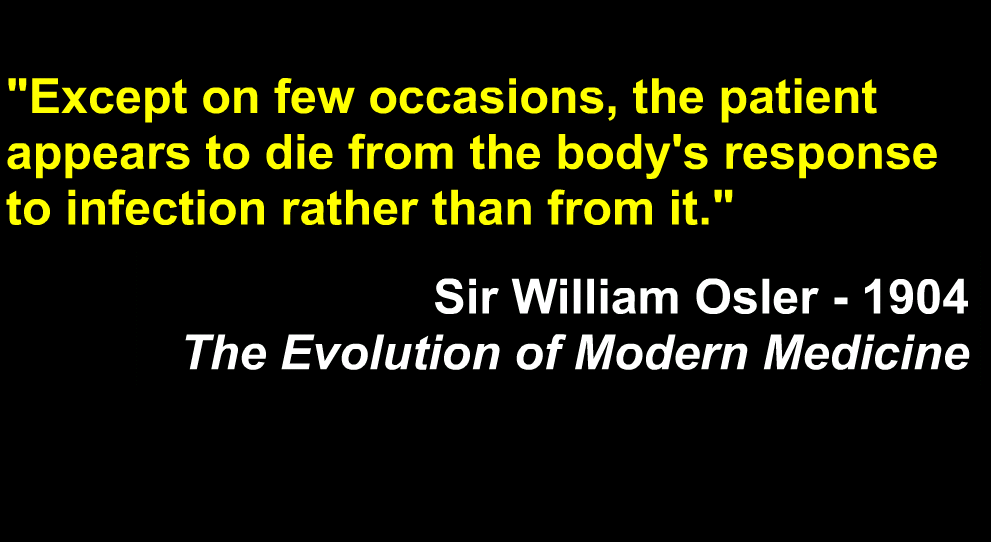 "Except on few occasions, the patient
appears to die from the body's response
to infection rather than from it."
Sir William Osler - 1904
The Evolution of Modern Medicine